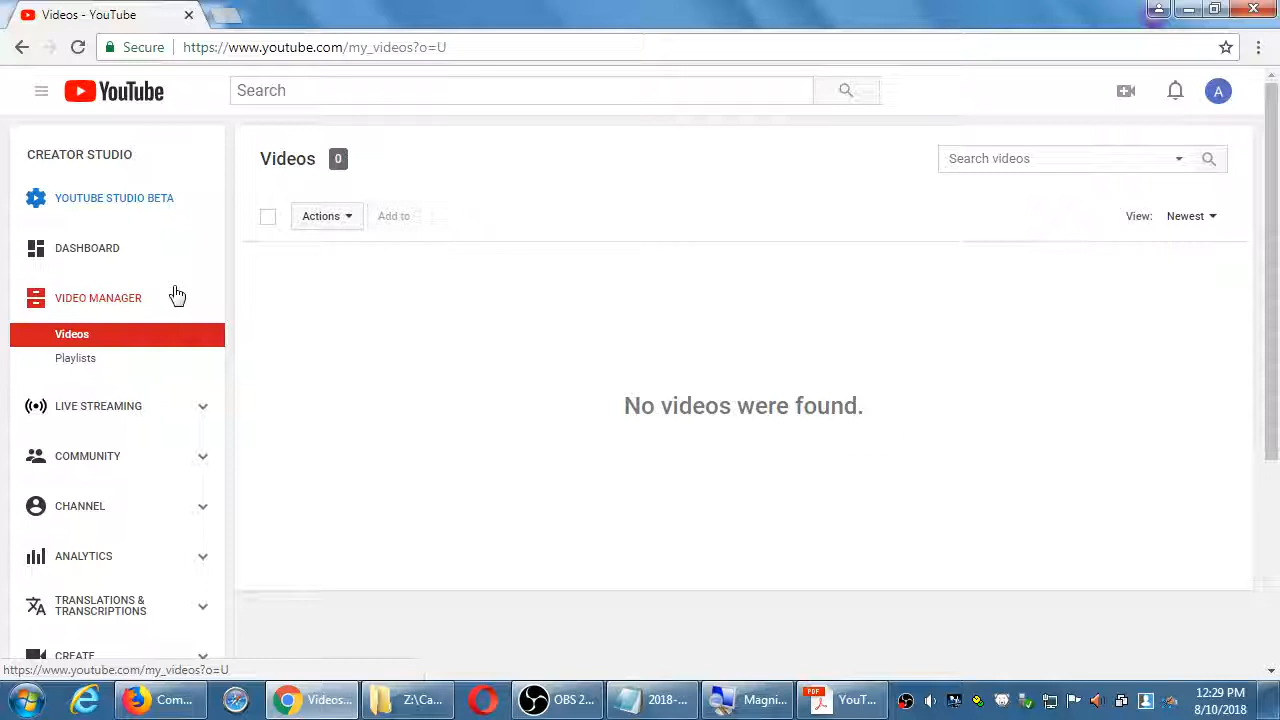 Videos - YouTube
Secure https://www.youtube.com/my_videos?o=U
YouTube
Search
A
CREATOR STUDIO
YOUTUBE STUDIO BETA
DASHBOARD
VIDEO MANAGER
Videos
Playlists
LIVE STREAMING
COMMUNITY
CHANNEL
ANALYTICS
TRANSLATIONS &
TRANSCRIPTIONS
CREATE
Videos 0
Search videos
Actions
Add to
View: Newest
No videos were found.
https://www.youtube.com/my_videos?o=U
Com...
Videos...
Z:\Ca...
OBS 2...
2018-...
Magni...
PDF
YouT...
12:29 PM
8/10/2018